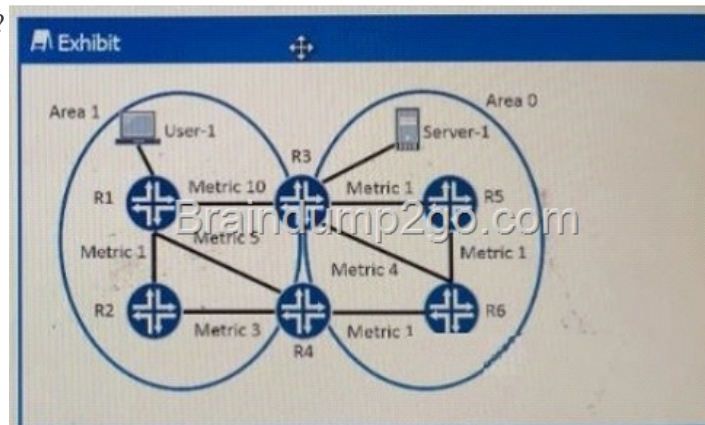 ?
Exhibit
Area 1
Area 0
User-1
Server-1
R3
R1
Metric 10
Metric 1
R5
Braindump2go.com
Metric 5
Metric 1
Metric 1
Metric 4
R2
R6
Metric 3
Metric 1
R4